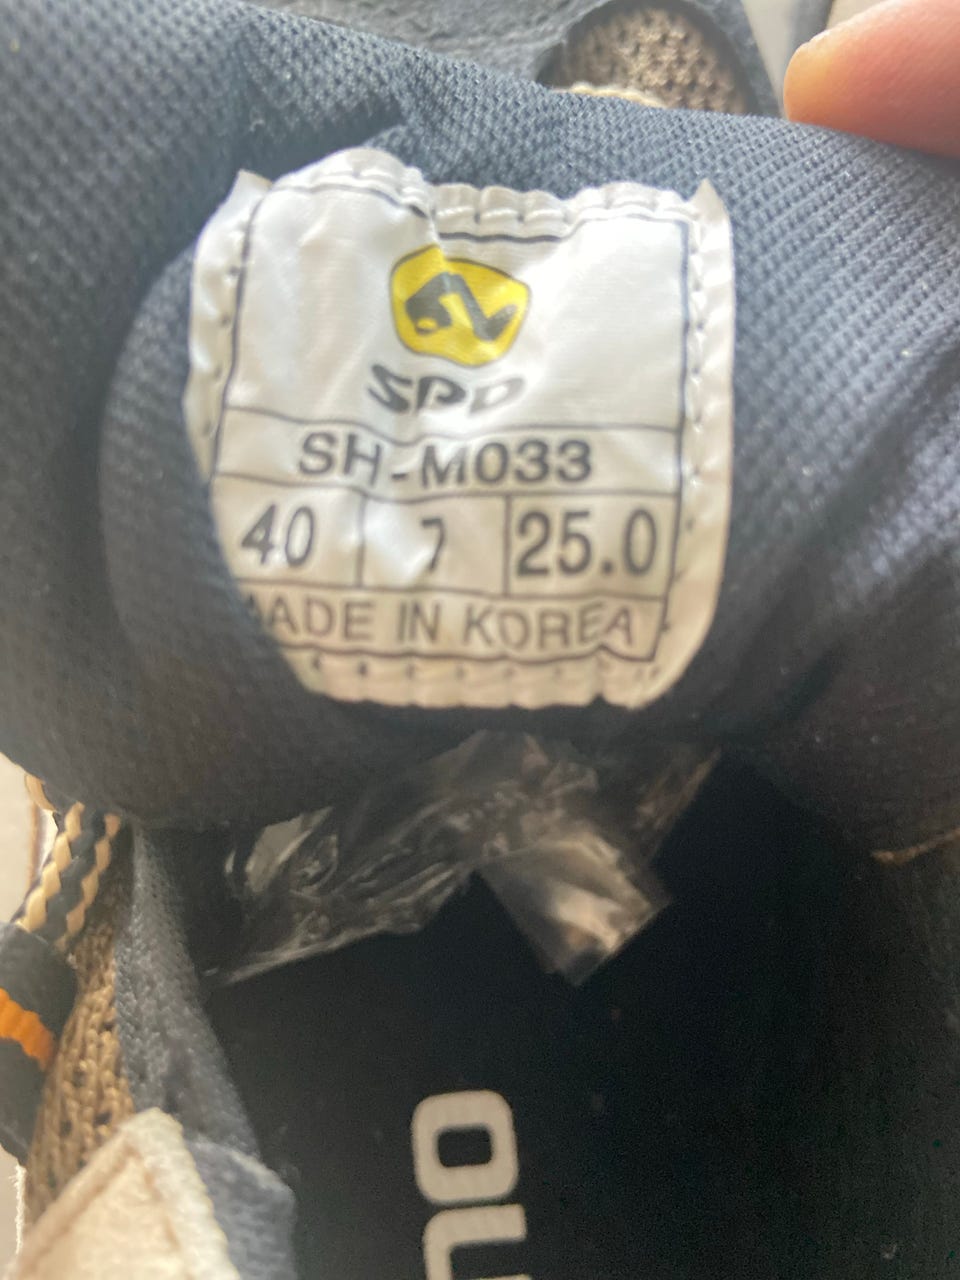 SPD
SH-M033
40 7 25.0
MADE IN KOREA